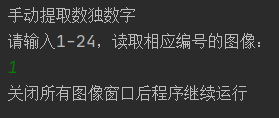 手动提取数独数字
请输入1-24，读取相应编号的图像：
1
关闭所有图像窗口后程序继续运行